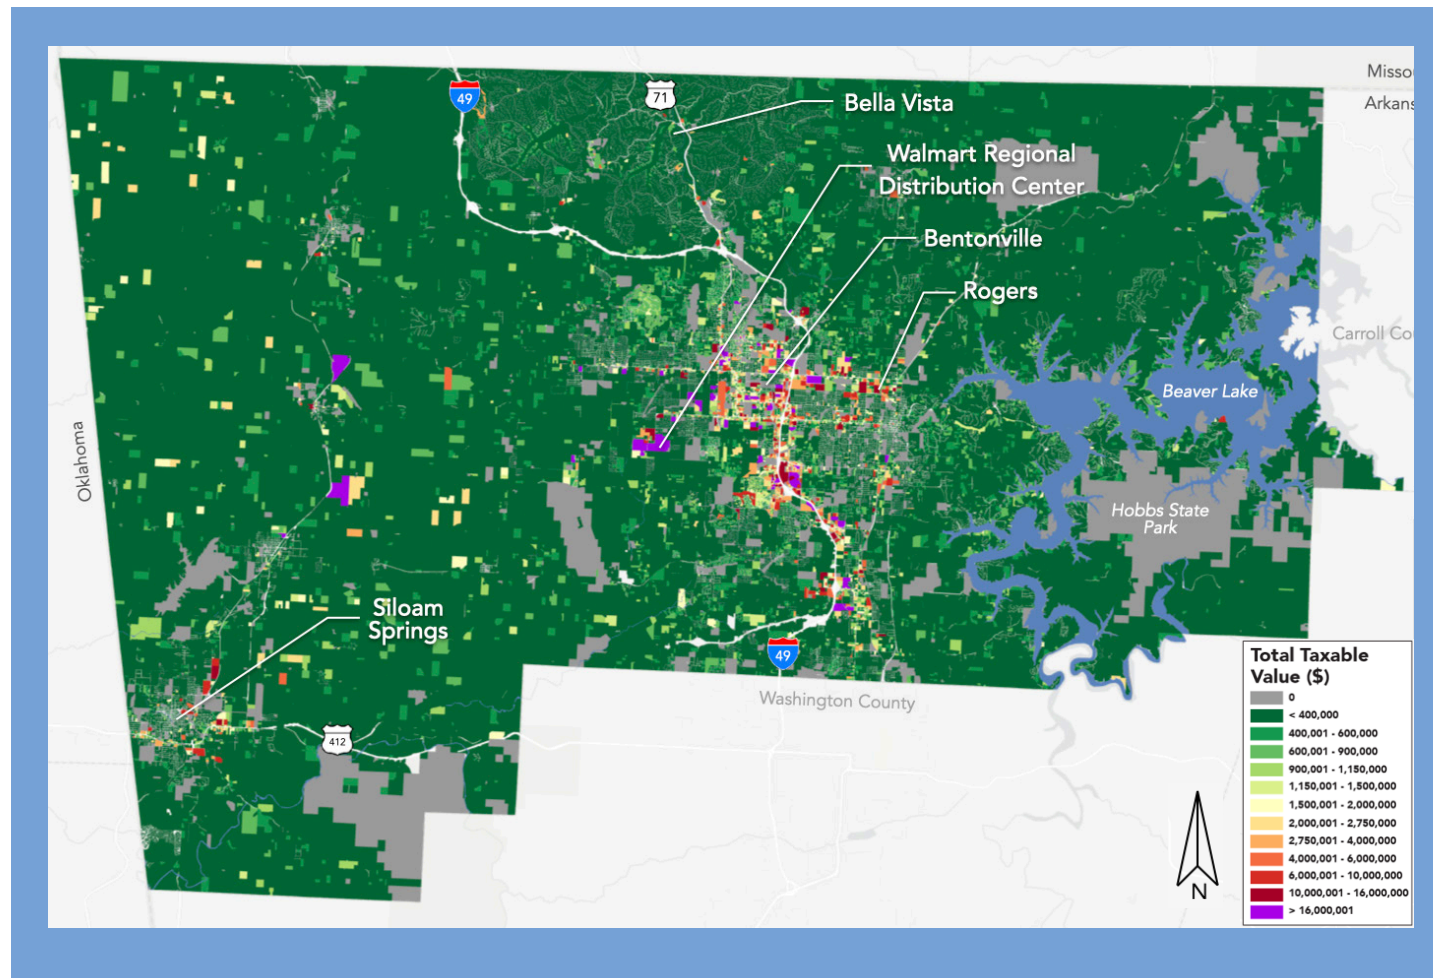 Missou
Arkans
49
71
Bella Vista
Walmart Regional
Distribution Center
Bentonville
Rogers
Carroll Co
Beaver Lake
Oklahoma
Hobbs State
Park
Siloam
Springs
49
Washington County
412
Total Taxable
Value ($)
0
< 400,000
400,001 - 600,000
600,001 - 900,000
900,001 - 1,150,000
1,150,001 - 1,500,000
1,500,001 - 2,000,000
2,000,001 - 2,750,000
2,750,001 - 4,000,000
4,000,001 - 6,000,000
6,000,001 - 10,000,000
10,000,001 - 16,000,000
> 16,000,001
N